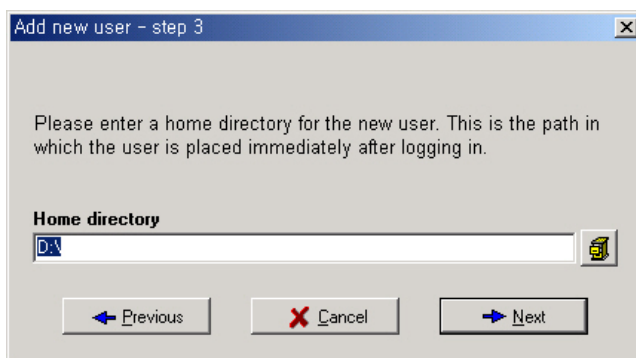 Add new user - step 3
Please enter a home directory for the new user. This is the path in
which the user is placed immediately after logging in.
Home directory
D:\
Previous
Cancel
Next